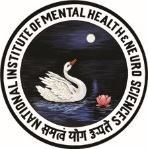 NATIONAL INSTITUTE OF MENTAL HEALTH & NEURO SCIENCES
समत्वं योग उच्यते